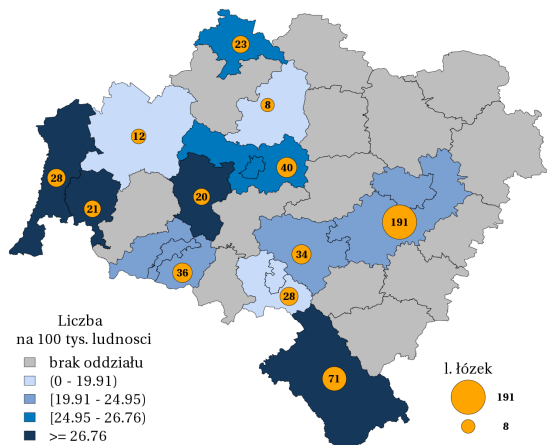 23
8
12
40
28
20
21
191
34
36
28
71
Liczba
na 100 tys. ludnosci
brak oddziału
(0 - 19.91)
[19.91 - 24.95)
[24.95 - 26.76)
>= 26.76
l. łózek
191
8